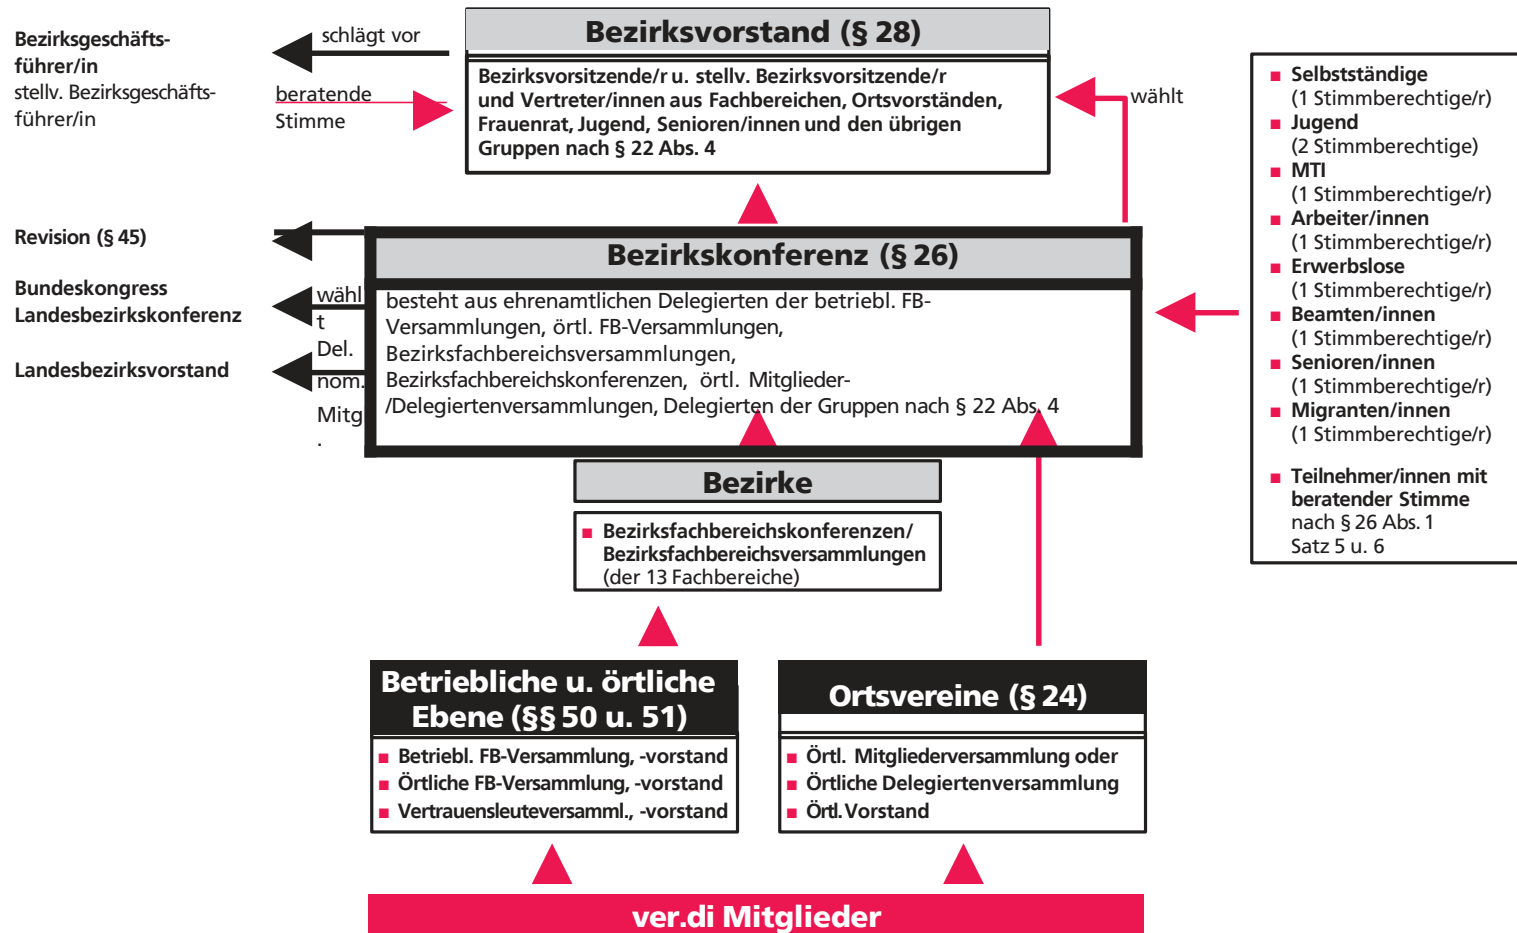 Bezirksgeschäfts-
führer/in
stellv. Bezirksgeschäfts-
führer/in
schlägt vor
beratende
Stimme
Bezirksvorstand (§ 28)
Bezirksvorsitzende/r u. stellv. Bezirksvorsitzende/r
und Vertreter/innen aus Fachbereichen, Ortsvorständen,
Frauenrat, Jugend, Senioren/innen und den übrigen
Gruppen nach § 22 Abs. 4
wählt
Revision (§ 45)
Bundeskongress
Landesbezirkskonferenz
Landesbezirksvorstand
wähl
t
Del.
nom.
Mitg
.
Bezirkskonferenz (§ 26)
besteht aus ehrenamtlichen Delegierten der betriebl. FB-
Versammlungen, örtl. FB-Versammlungen,
Bezirksfachbereichsversammlungen,
Bezirksfachbereichskonferenzen, örtl. Mitglieder-
/Delegiertenversammlungen, Delegierten der Gruppen nach § 22 Abs. 4
■ Selbstständige
(1 Stimmberechtige/r)
■ Jugend
(2 Stimmberechtige)
■ MTI
(1 Stimmberechtige/r)
■ Arbeiter/innen
(1 Stimmberechtige/r)
■ Erwerbslose
(1 Stimmberechtige/r)
■ Beamten/innen
(1 Stimmberechtige/r)
■ Senioren/innen
(1 Stimmberechtige/r)
■ Migranten/innen
(1 Stimmberechtige/r)
■ Teilnehmer/innen mit
beratender Stimme
nach § 26 Abs. 1
Satz 5 u. 6
Bezirke
■ Bezirksfachbereichskonferenzen/
Bezirksfachbereichsversammlungen
(der 13 Fachbereiche)
Betriebliche u. örtliche
Ebene (§§ 50 u. 51)
■ Betriebl. FB-Versammlung, -vorstand
■ Örtliche FB-Versammlung, -vorstand
■ Vertrauensleuteversamml., -vorstand
Ortsvereine (§ 24)
■ Örtl. Mitgliederversammlung oder
■ Örtliche Delegiertenversammlung
■ Örtl. Vorstand
ver.di Mitglieder